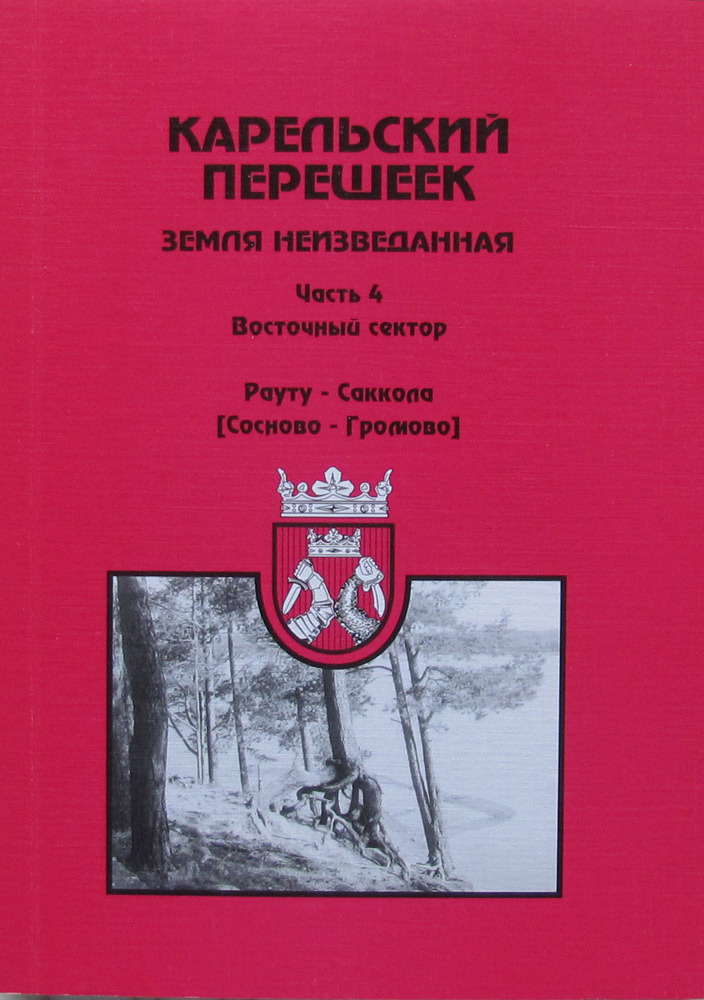 КАРЕЛЬСКИЙ
ПЕРЕШЕЕК
ЗЕМЛЯ НЕИЗВЕДАННАЯ
Часть 4
Восточный сектор
Рауту - Саккола
[Сосново - Громово]